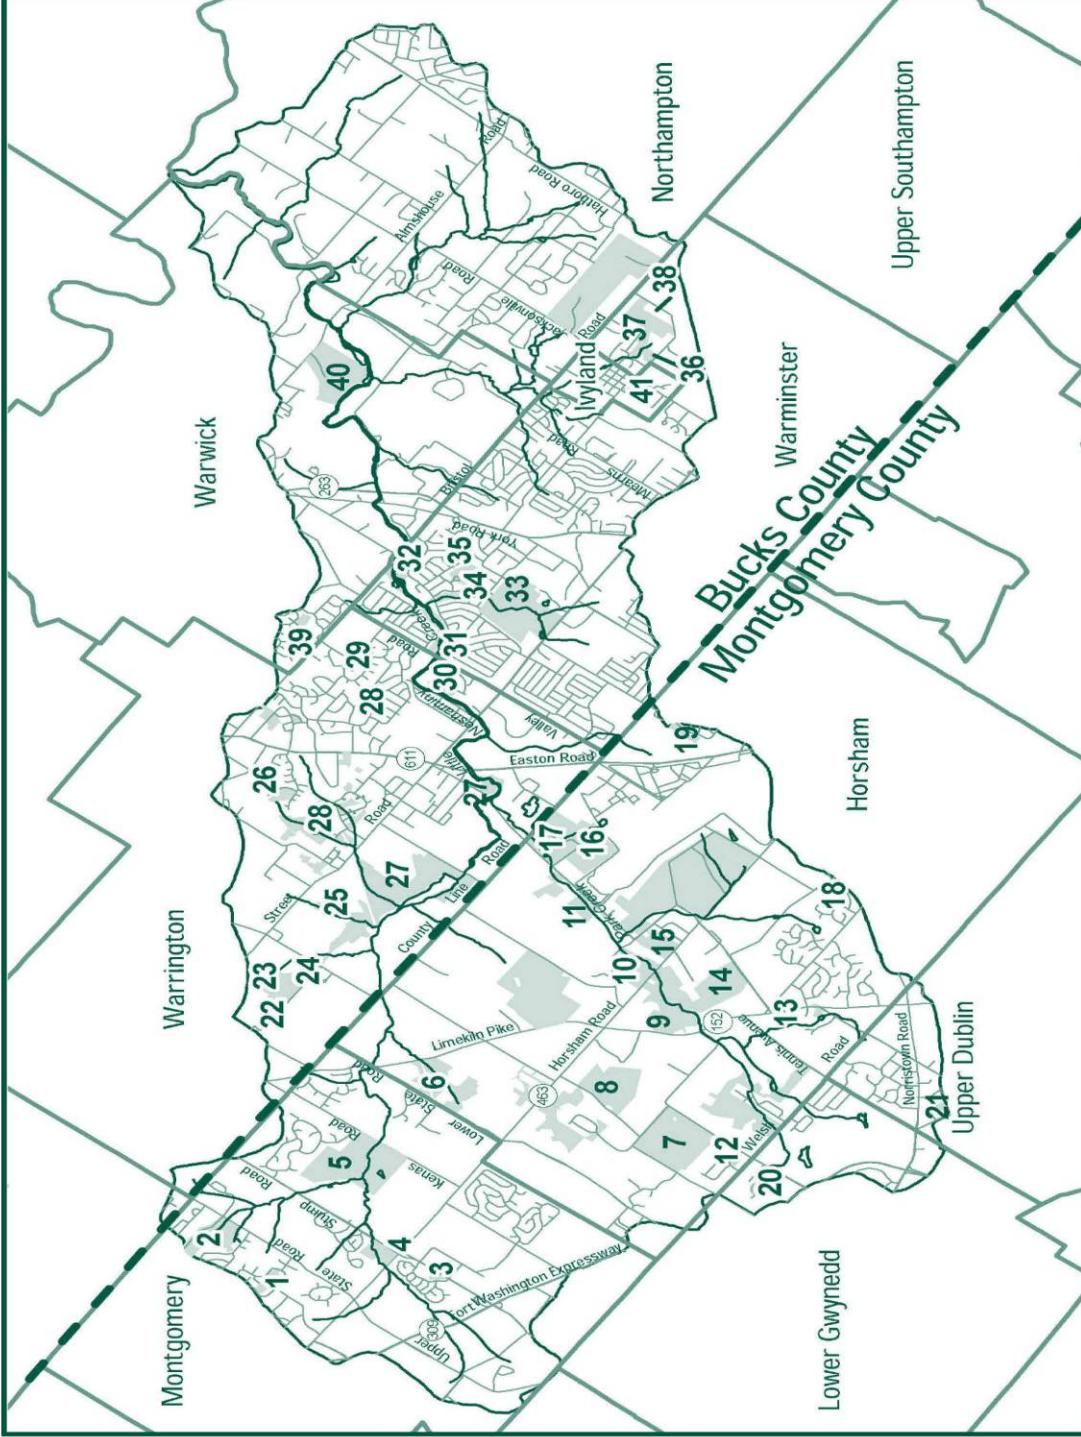 Northampton
Upper Southampton
Warwick
Warminster
Warrington
Horsham
Montgomery
Upper Dublin
Lower Gwynedd
Ivyland
Bucks County
Montgomery County
Almshouse
Road
Hatboro Road
Jacksonville
Road
Road
Bristol
Mearns
Road
York Road
263
Little
Neshaminy
Creek
Valley
Road
Easton Road
611
Street
Road
County
Line
Road
Park Creek
Limekiln Pike
Horsham Road
463
152
Tennis Avenue
Norristown Road
Welsh
Road
Lower
State
Road
Kenas
Road
Stump
Road
State
Road
Upper
309
Fort Washington Expressway
1
2
3
4
5
6
7
8
9
10
11
12
13
14
15
16
17
18
19
20
21
22
23
24
25
26
27
27
28
28
29
30
31
32
33
34
35
36
37
38
39
40
41